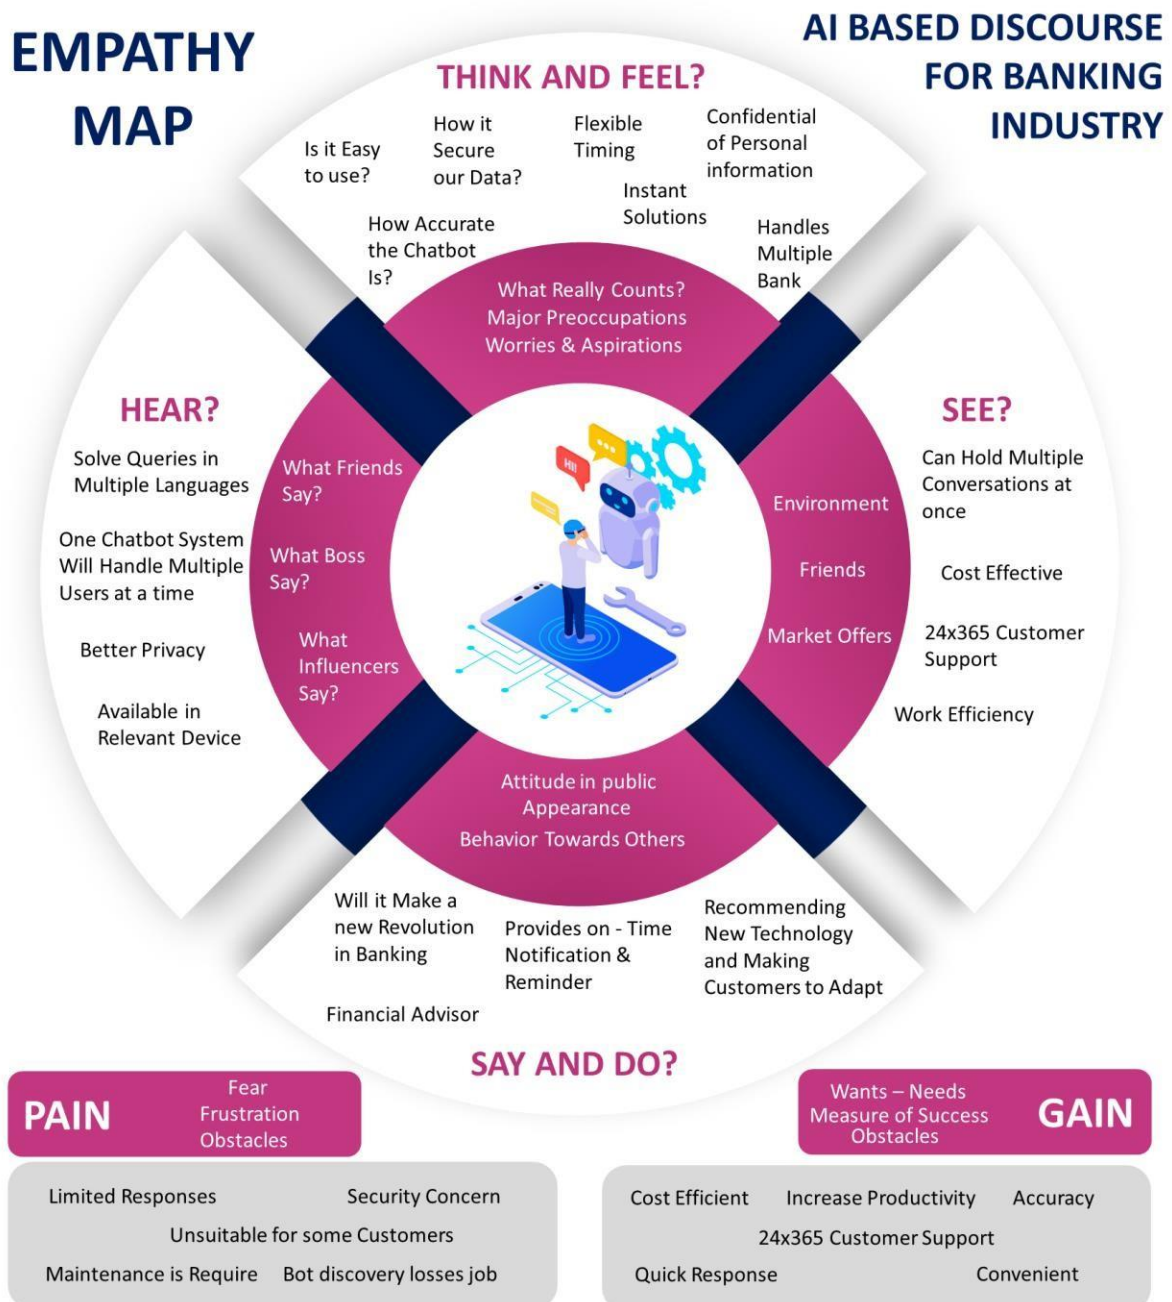 EMPATHY
MAP
AI BASED DISCOURSE
FOR BANKING
INDUSTRY
THINK AND FEEL?
Is it Easy
to use?
How it
Secure
our Data?
Flexible
Timing
Confidential
of Personal
information
How Accurate
the Chatbot
Is?
Instant
Solutions
Handles
Multiple
Bank
What Really Counts?
Major Preoccupations
Worries & Aspirations
HEAR?
Solve Queries in
Multiple Languages
One Chatbot System
Will Handle Multiple
Users at a time
Better Privacy
Available in
Relevant Device
What Friends
Say?
What Boss
Say?
What
Influencers
Say?
HI!
SEE?
Environment
Friends
Market Offers
Can Hold Multiple
Conversations at
once
Cost Effective
24x365 Customer
Support
Work Efficiency
Attitude in public
Appearance
Behavior Towards Others
Will it Make a
new Revolution
in Banking
Financial Advisor
Provides on - Time
Notification &
Reminder
Recommending
New Technology
and Making
Customers to Adapt
SAY AND DO?
PAIN
Fear
Frustration
Obstacles
Limited Responses
Security Concern
Unsuitable for some Customers
Maintenance is Require
Bot discovery losses job
Wants – Needs
Measure of Success
Obstacles
GAIN
Cost Efficient
Increase Productivity
Accuracy
24x365 Customer Support
Quick Response
Convenient